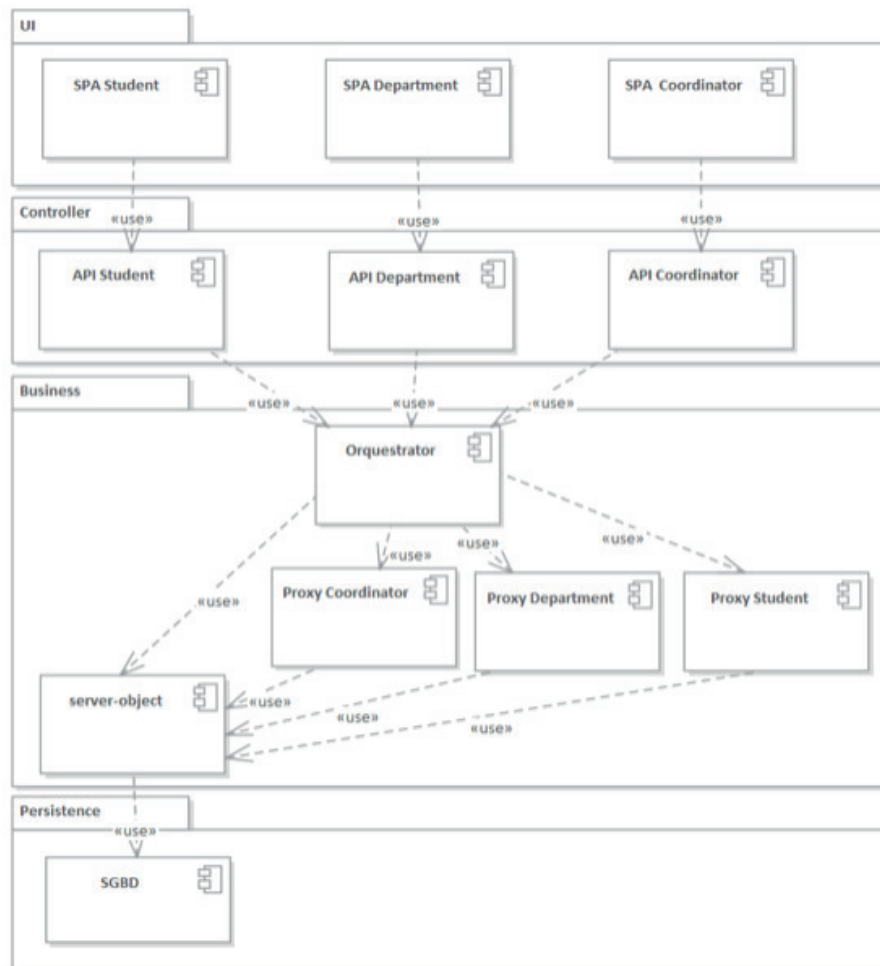 UI
SPA Student
SPA Department
SPA Coordinator
Controller
«use»
«use»
«use»
API Student
API Department
API Coordinator
Business
«use»
«use»
«use»
Orquestrator
«use»
«use»
«use»
«use»
Proxy Coordinator
Proxy Department
Proxy Student
server-object
«use»
«use»
«use»
Persistence
«use»
SGBD